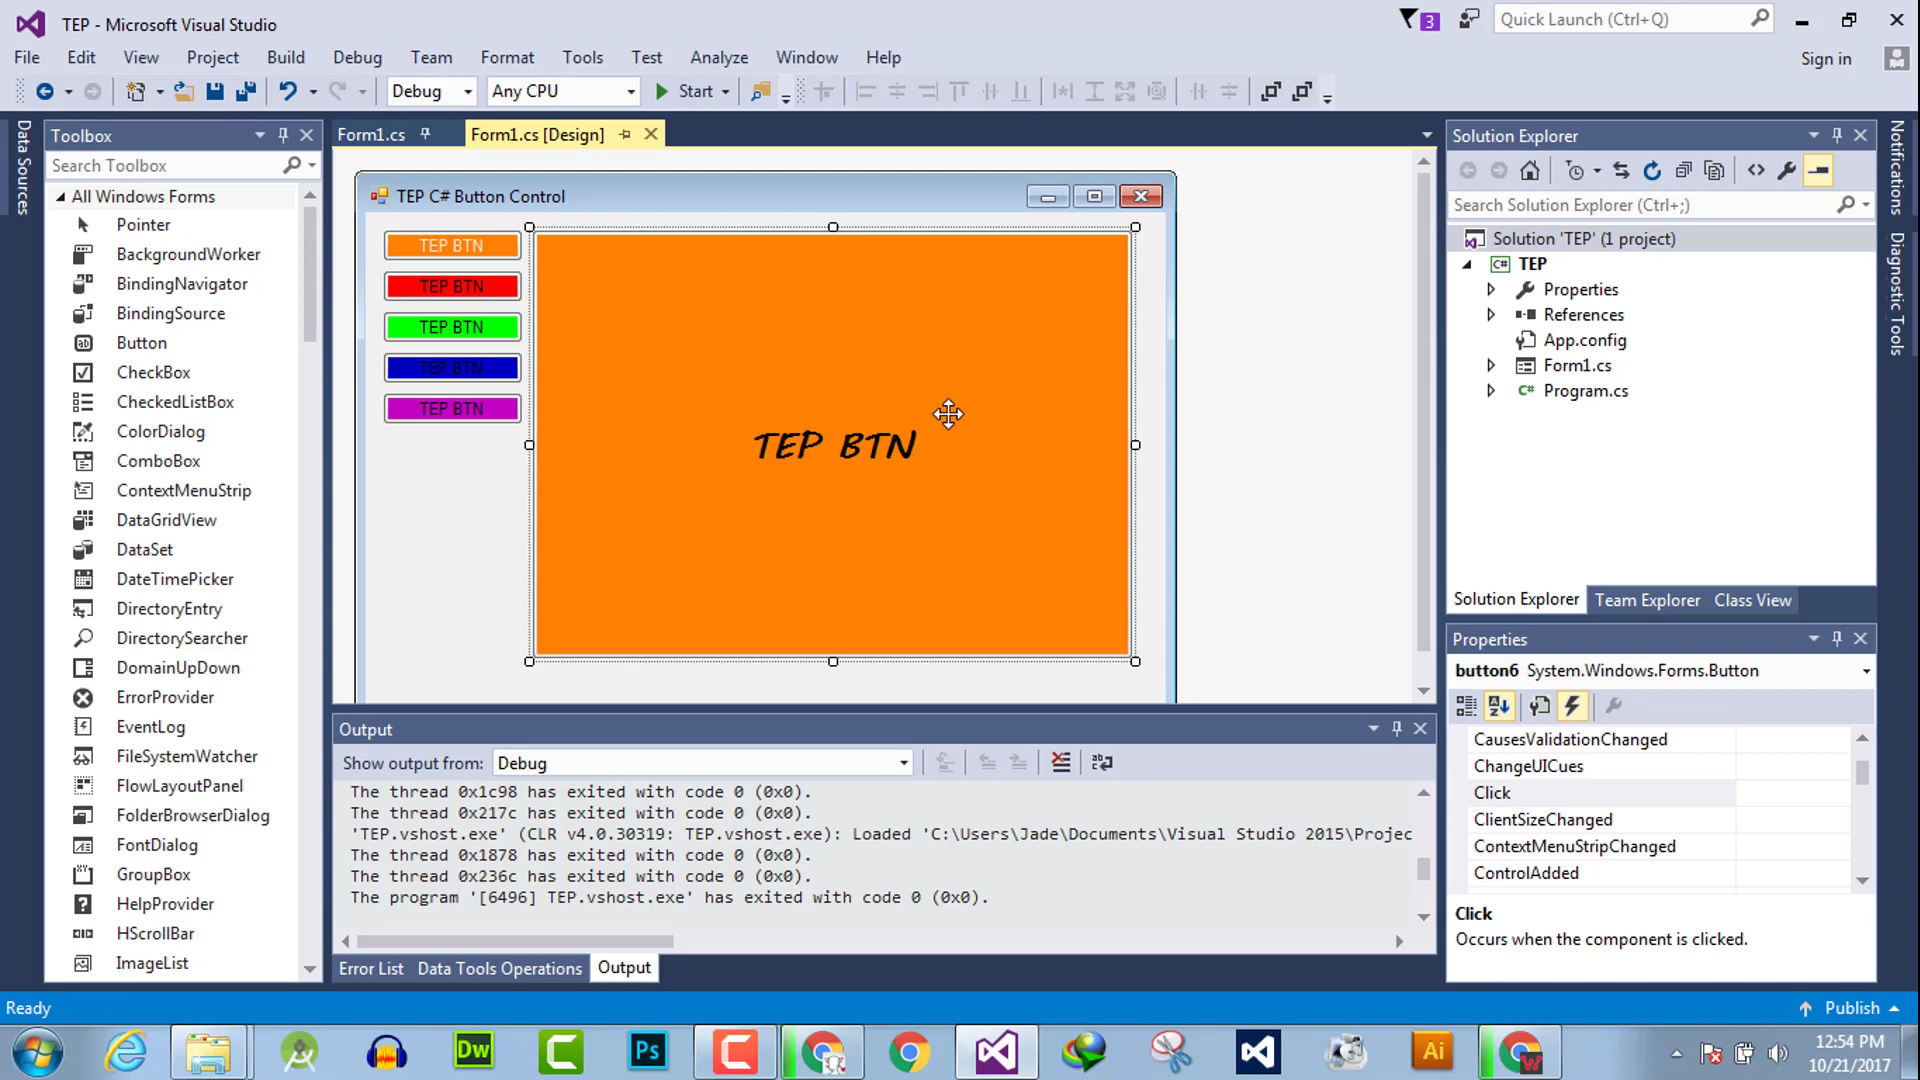 TEP - Microsoft Visual Studio
3
Quick Launch (Ctrl+Q)
File Edit View Project Build Debug Team Format Tools Test Analyze Window Help
Sign in
Debug Any CPU Start
Data Sources
Toolbox
Search Toolbox
All Windows Forms
Pointer
BackgroundWorker
BindingNavigator
BindingSource
Button
CheckBox
CheckedListBox
ColorDialog
ComboBox
ContextMenuStrip
DataGridView
DataSet
DateTimePicker
DirectoryEntry
DirectorySearcher
DomainUpDown
ErrorProvider
EventLog
FileSystemWatcher
FlowLayoutPanel
FolderBrowserDialog
FontDialog
GroupBox
HelpProvider
HScrollBar
ImageList
Form1.cs Form1.cs [Design]
TEP C# Button Control
TEP BTN
TEP BTN
TEP BTN
TEP BTN
TEP BTN
TEP BTN
Output
Show output from: Debug
The thread 0x1c98 has exited with code 0 (0x0).
The thread 0x217c has exited with code 0 (0x0).
'TEP.vshost.exe' (CLR v4.0.30319: TEP.vshost.exe): Loaded 'C:\Users\Jade\Documents\Visual Studio 2015\Projec
The thread 0x1878 has exited with code 0 (0x0).
The thread 0x236c has exited with code 0 (0x0).
The program '[6496] TEP.vshost.exe' has exited with code 0 (0x0).
Error List Data Tools Operations Output
Solution Explorer
Search Solution Explorer (Ctrl+;)
Solution 'TEP' (1 project)
C# TEP
Properties
References
App.config
Form1.cs
C# Program.cs
Solution Explorer Team Explorer Class View
Properties
button6 System.Windows.Forms.Button
CausesValidationChanged
ChangeUICues
Click
ClientSizeChanged
ContextMenuStripChanged
ControlAdded
Click
Occurs when the component is clicked.
Notifications
Diagnostic Tools
Ready
Publish
Dw
Ps
Ai
12:54 PM
10/21/2017